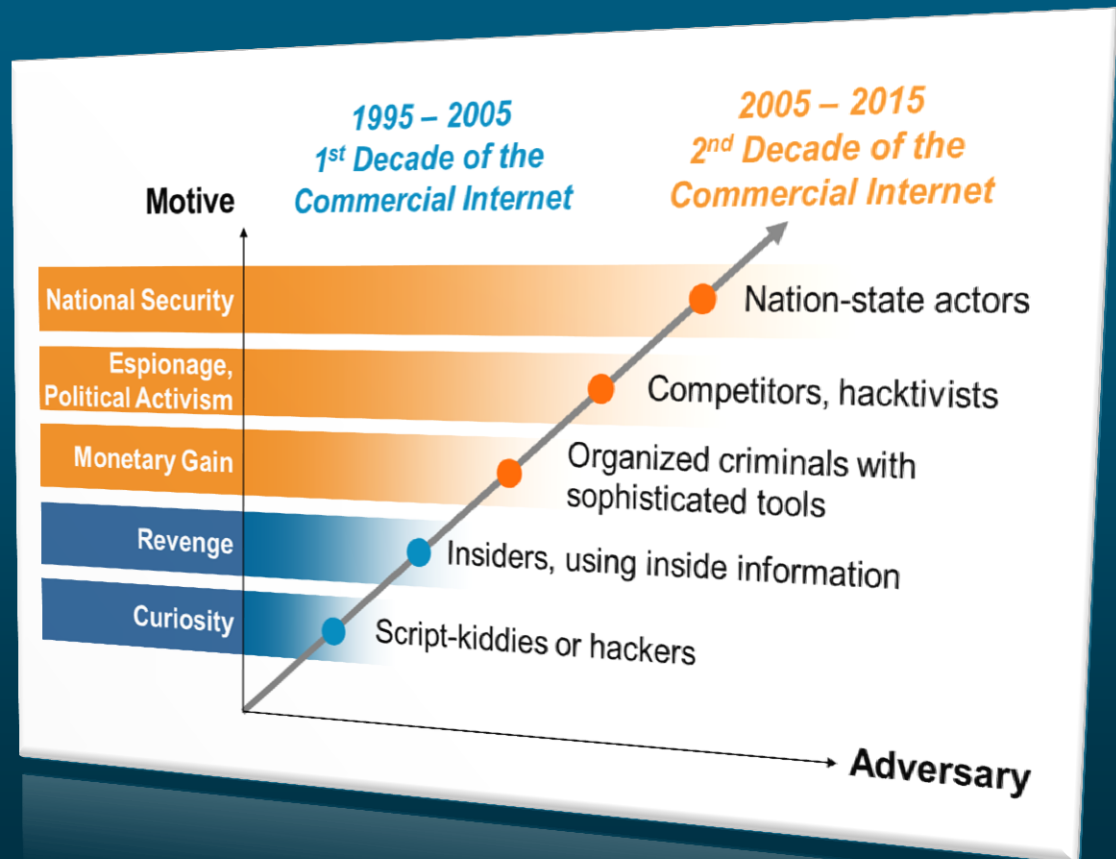 1995 – 2005
1st Decade of the
Commercial Internet
2005 – 2015
2nd Decade of the
Commercial Internet
Motive
National Security
Nation-state actors
Espionage,
Political Activism
Competitors, hacktivists
Monetary Gain
Organized criminals with
sophisticated tools
Revenge
Insiders, using inside information
Curiosity
Script-kiddies or hackers
Adversary